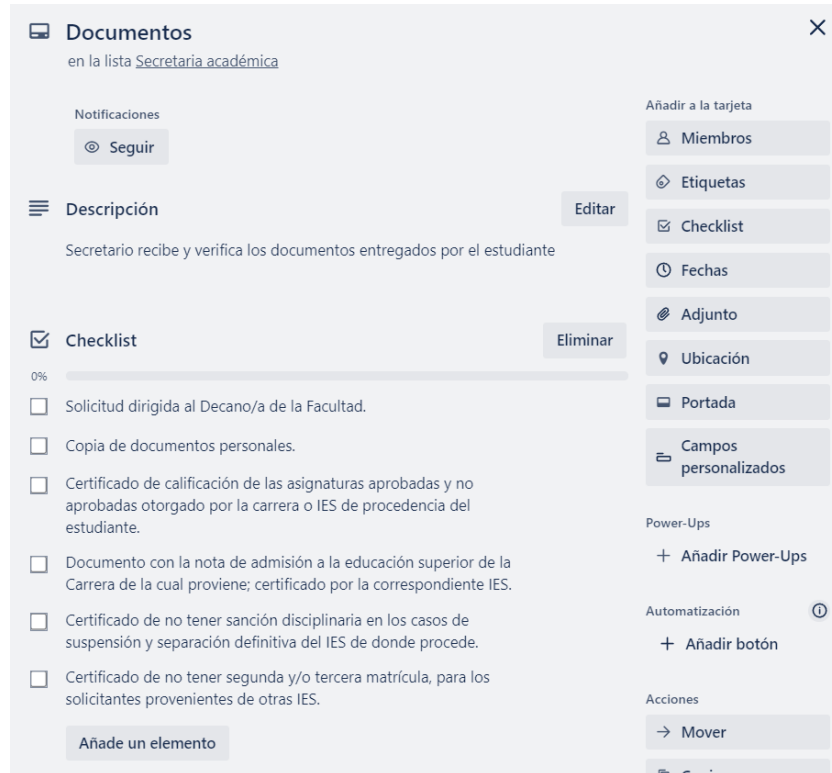 Documentos
en la lista Secretaria académica
Notificaciones
Seguir
Descripción
Editar
Secretario recibe y verifica los documentos entregados por el estudiante
Checklist
Eliminar
0%
Solicitud dirigida al Decano/a de la Facultad.
Copia de documentos personales.
Certificado de calificación de las asignaturas aprobadas y no
aprobadas otorgado por la carrera o IES de procedencia del
estudiante.
Documento con la nota de admisión a la educación superior de la
Carrera de la cual proviene; certificado por la correspondiente IES.
Certificado de no tener sanción disciplinaria en los casos de
suspensión y separación definitiva del IES de donde procede.
Certificado de no tener segunda y/o tercera matrícula, para los
solicitantes provenientes de otras IES.
Añade un elemento
Añadir a la tarjeta
Miembros
Etiquetas
Checklist
Fechas
Adjunto
Ubicación
Portada
Campos
personalizados
Power-Ups
+ Añadir Power-Ups
Automatización
+ Añadir botón
Acciones
→ Mover